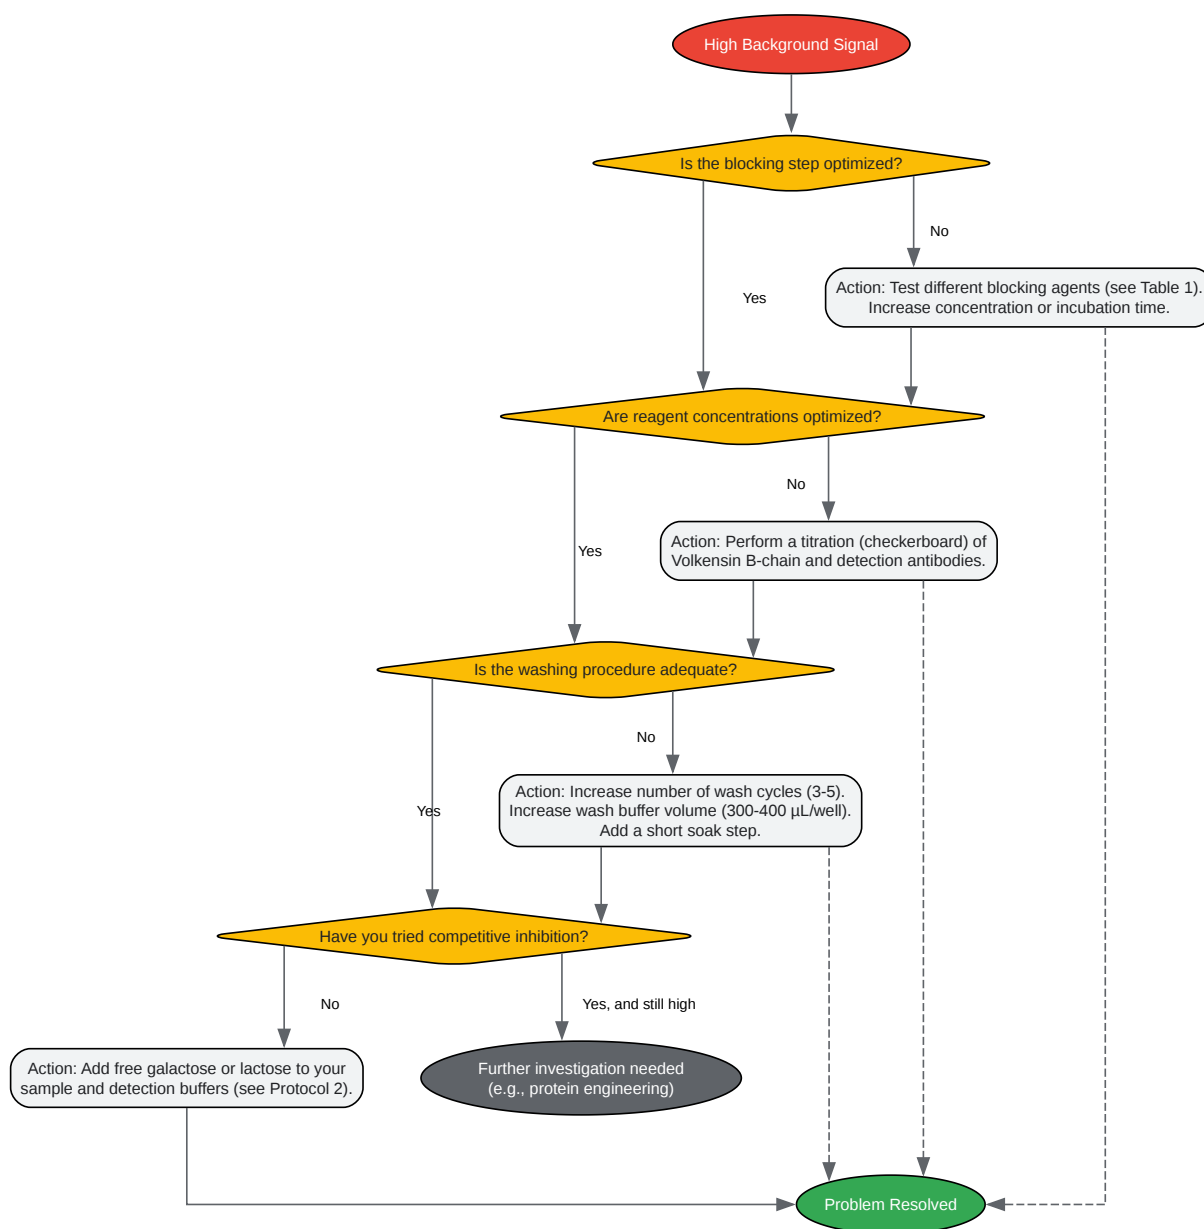 High Background Signal
Is the blocking step optimized?
No
Action: Test different blocking agents (see Table 1).
Increase concentration or incubation time.
Yes
Are reagent concentrations optimized?
No
Action: Perform a titration (checkerboard) of
Volkensin B-chain and detection antibodies.
Yes
Is the washing procedure adequate?
No
Action: Increase number of wash cycles (3-5).
Increase wash buffer volume (300-400 µL/well).
Add a short soak step.
Yes
Have you tried competitive inhibition?
No
Yes, and still high
Action: Add free galactose or lactose to your
sample and detection buffers (see Protocol 2).
Further investigation needed
(e.g., protein engineering)
Problem Resolved